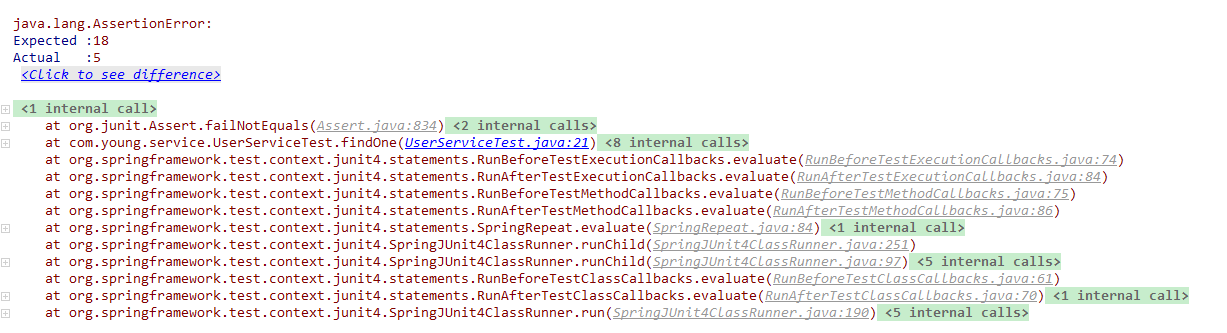 java.lang.AssertionError:
Expected :18
Actual   :5
<Click to see difference>
<1 internal call>
at org.junit.Assert.failNotEquals(Assert.java:834) <2 internal calls>
at com.young.service.UserServiceTest.findOne(UserServiceTest.java:21) <8 internal calls>
at org.springframework.test.context.junit4.statements.RunBeforeTestExecutionCallbacks.evaluate(RunBeforeTestExecutionCallbacks.java:74)
at org.springframework.test.context.junit4.statements.RunAfterTestExecutionCallbacks.evaluate(RunAfterTestExecutionCallbacks.java:84)
at org.springframework.test.context.junit4.statements.RunBeforeTestMethodCallbacks.evaluate(RunBeforeTestMethodCallbacks.java:75)
at org.springframework.test.context.junit4.statements.RunAfterTestMethodCallbacks.evaluate(RunAfterTestMethodCallbacks.java:86)
at org.springframework.test.context.junit4.statements.SpringRepeat.evaluate(SpringRepeat.java:84) <1 internal call>
at org.springframework.test.context.junit4.SpringJUnit4ClassRunner.runChild(SpringJUnit4ClassRunner.java:251)
at org.springframework.test.context.junit4.SpringJUnit4ClassRunner.runChild(SpringJUnit4ClassRunner.java:97) <5 internal calls>
at org.springframework.test.context.junit4.statements.RunBeforeTestClassCallbacks.evaluate(RunBeforeTestClassCallbacks.java:61)
at org.springframework.test.context.junit4.statements.RunAfterTestClassCallbacks.evaluate(RunAfterTestClassCallbacks.java:70) <1 internal call>
at org.springframework.test.context.junit4.SpringJUnit4ClassRunner.run(SpringJUnit4ClassRunner.java:190) <5 internal calls>